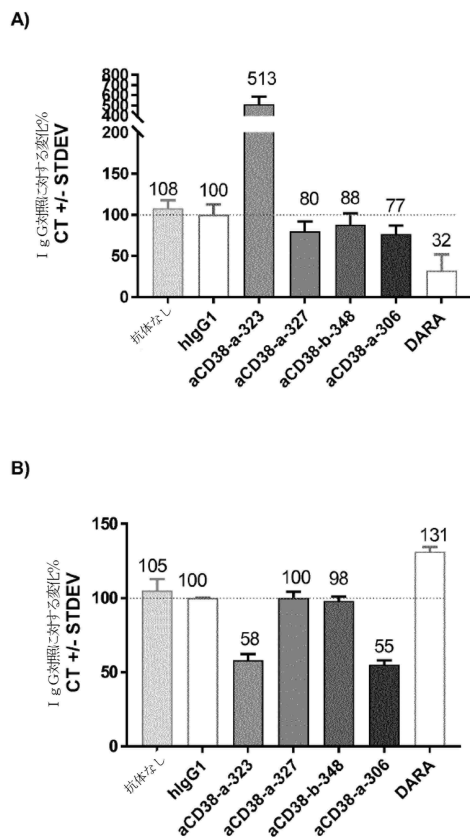 A)
ＩｇＧ対照に対する変化%
CT +/- STDEV
800
700
600
500
400
200
150
100
50
0
108
100
513
80
88
77
32
抗体なし
hIgG1
aCD38-a-323
aCD38-a-327
aCD38-b-348
aCD38-a-306
DARA
B)
ＩｇＧ対照に対する変化%
CT +/- STDEV
150
100
50
0
105
100
58
100
98
55
131
抗体なし
hIgG1
aCD38-a-323
aCD38-a-327
aCD38-b-348
aCD38-a-306
DARA